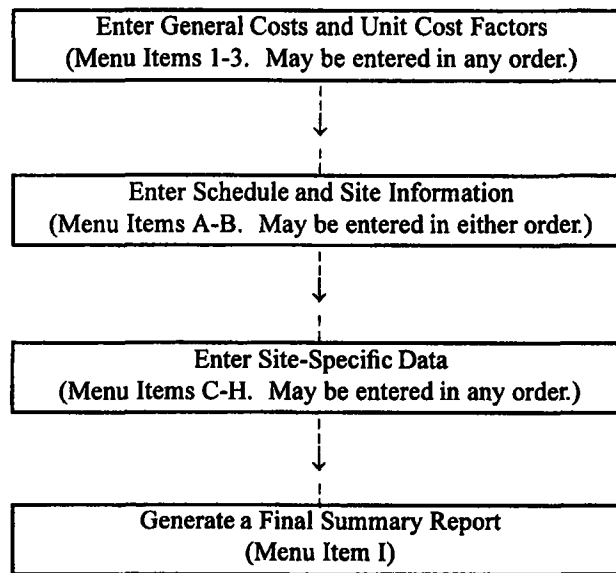 Enter General Costs and Unit Cost Factors
(Menu Items 1-3. May be entered in any order.)
Enter Schedule and Site Information
(Menu Items A-B. May be entered in either order.)
Enter Site-Specific Data
(Menu Items C-H. May be entered in any order.)
Generate a Final Summary Report
(Menu Item I)